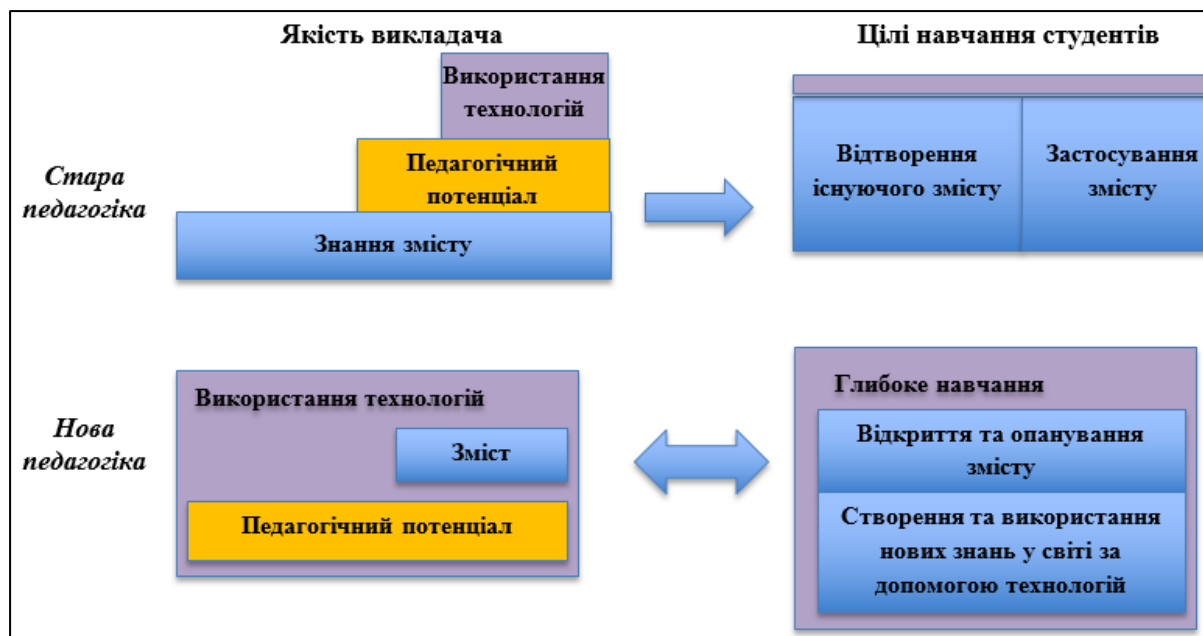 Якість викладача
Цілі навчання студентів
Використання
технологій
Педагогічний
потенціал
Знання змісту
Стара
педагогіка
Відтворення
існуючого змісту
Застосування
змісту
Нова
педагогіка
Використання технологій
Зміст
Педагогічний потенціал
Глибоке навчання
Відкриття та опанування
змісту
Створення та використання
нових знань у світі за
допомогою технологій